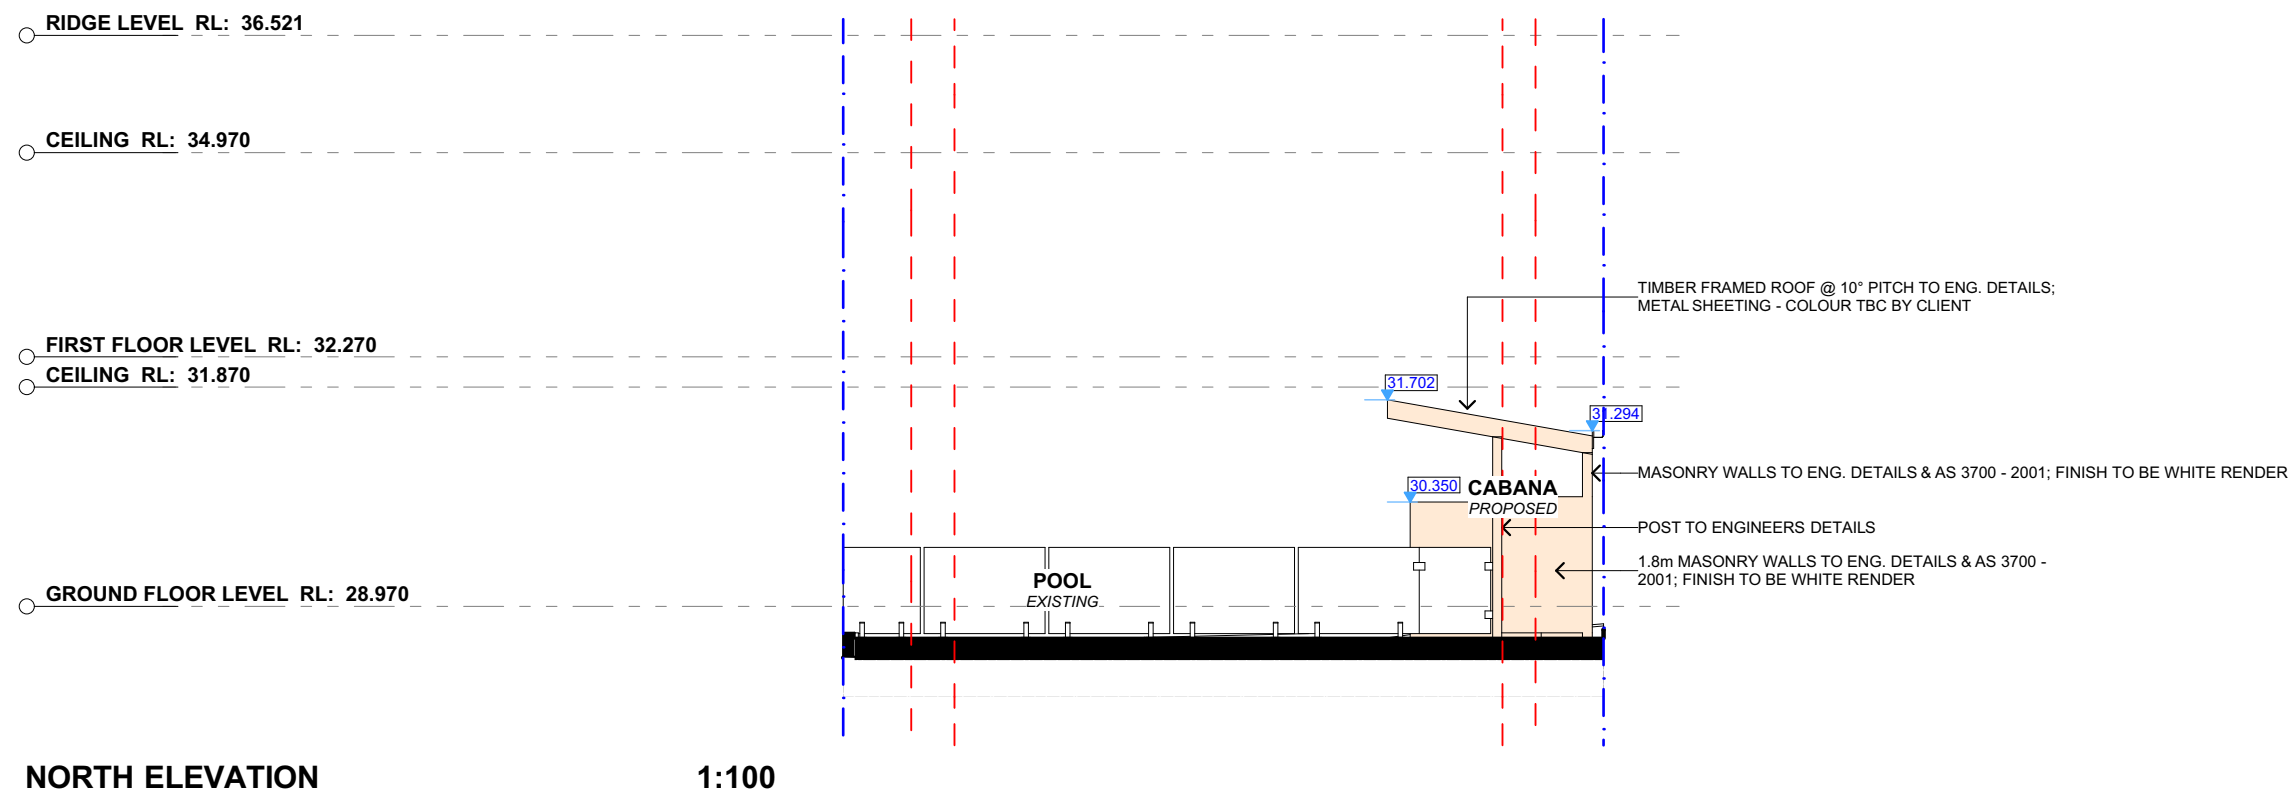 RIDGE LEVEL RL: 36.521
CEILING RL: 34.970
TIMBER FRAMED ROOF @ 10° PITCH TO ENG. DETAILS;
METAL SHEETING - COLOUR TBC BY CLIENT
FIRST FLOOR LEVEL RL: 32.270
CEILING RL: 31.870
31.702
31.294
MASONRY WALLS TO ENG. DETAILS & AS 3700 - 2001; FINISH TO BE WHITE RENDER
30.350
CABANA
PROPOSED
POST TO ENGINEERS DETAILS
1.8m MASONRY WALLS TO ENG. DETAILS & AS 3700 -
2001; FINISH TO BE WHITE RENDER
POOL
EXISTING
GROUND FLOOR LEVEL RL: 28.970
NORTH ELEVATION
1:100